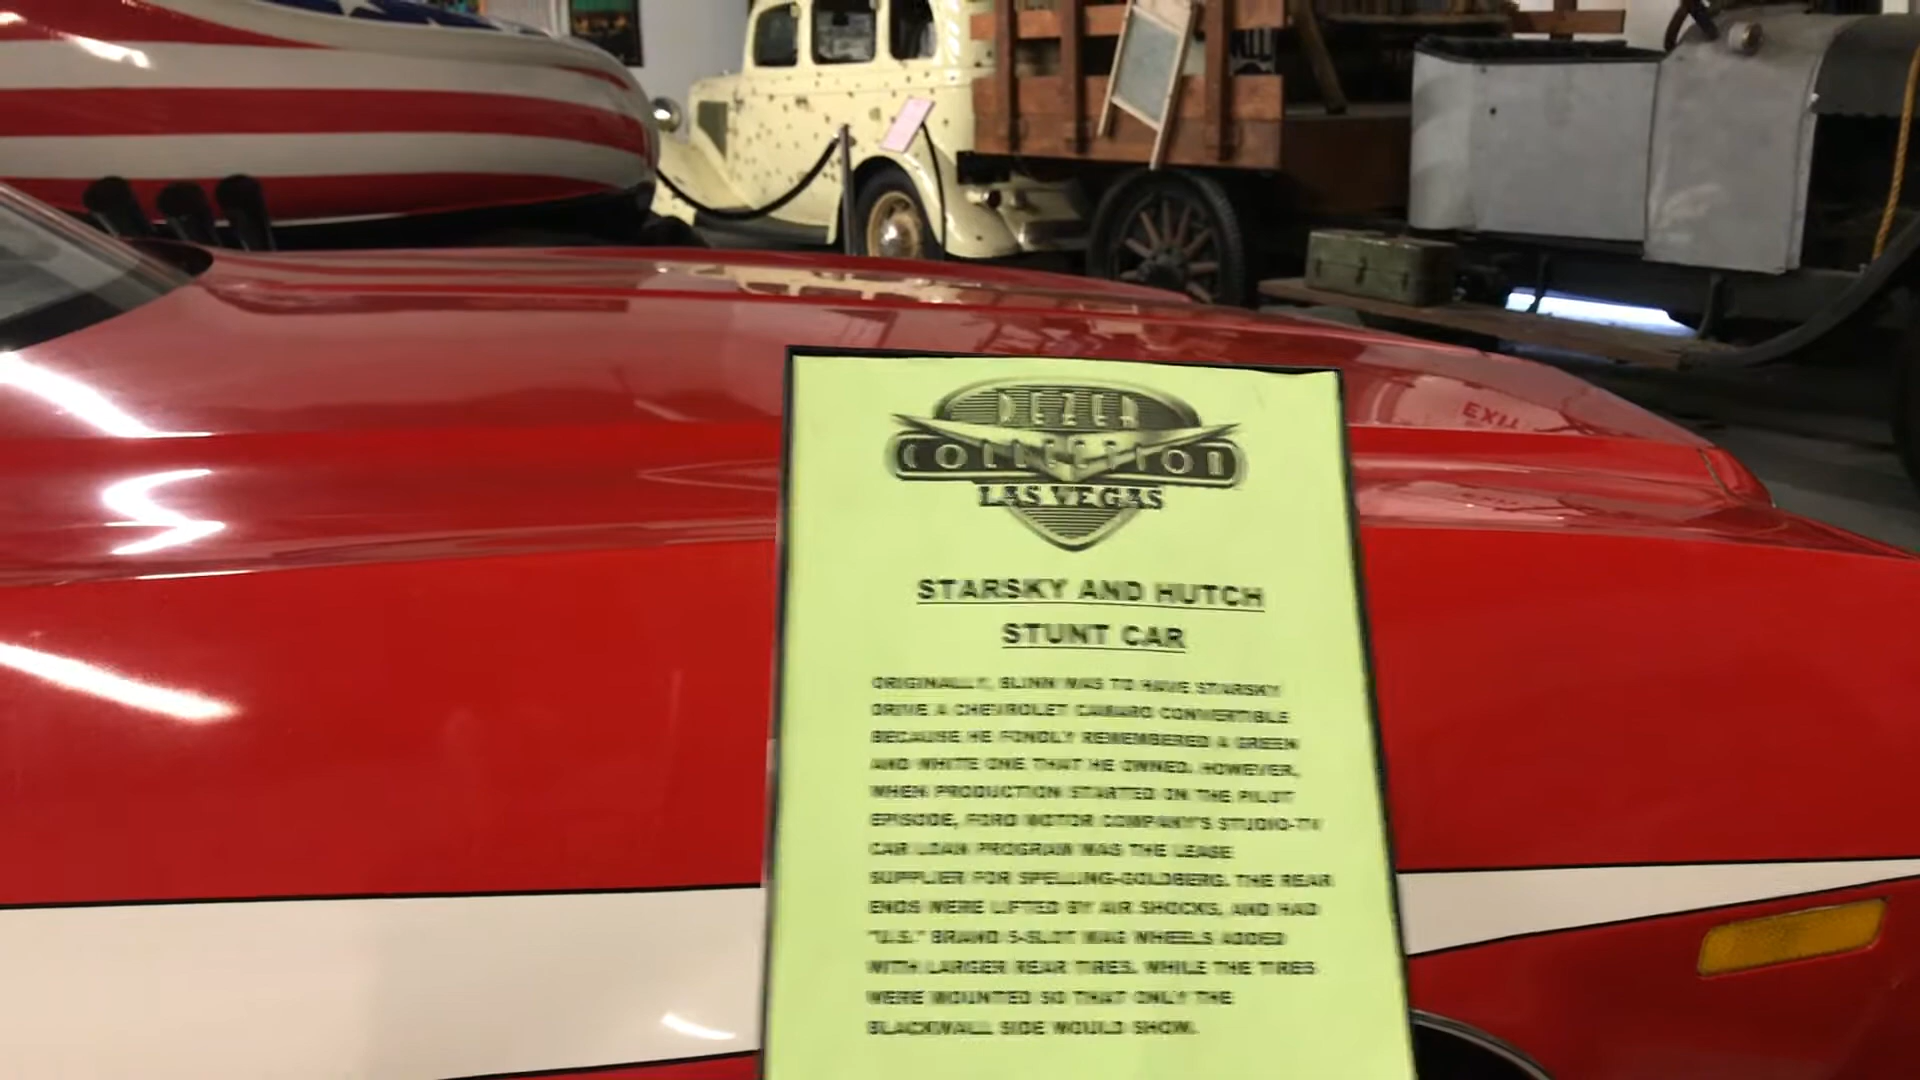 DEZER
COLLECTION
LAS VEGAS
STARSKY AND HUTCH
STUNT CAR
ORIGINALLY, BLINN WAS TO HAVE STARSKY
DRIVE A CHEVROLET CAMARO CONVERTIBLE
BECAUSE HE FONDLY REMEMBERED A GREEN
AND WHITE ONE THAT HE OWNED. HOWEVER,
WHEN PRODUCTION STARTED ON THE PILOT
EPISODE, FORD MOTOR COMPANY'S STUDIO-TV
CAR LOAN PROGRAM WAS THE LEASE
SUPPLIER FOR SPELLING-GOLDBERG. THE REAR
ENDS WERE LIFTED BY AIR SHOCKS, AND HAD
"U.S." BRAND 5-SLOT MAG WHEELS ADDED
WITH LARGER REAR TIRES. WHILE THE TIRES
WERE MOUNTED SO THAT ONLY THE
BLACKWALL SIDE WOULD SHOW.